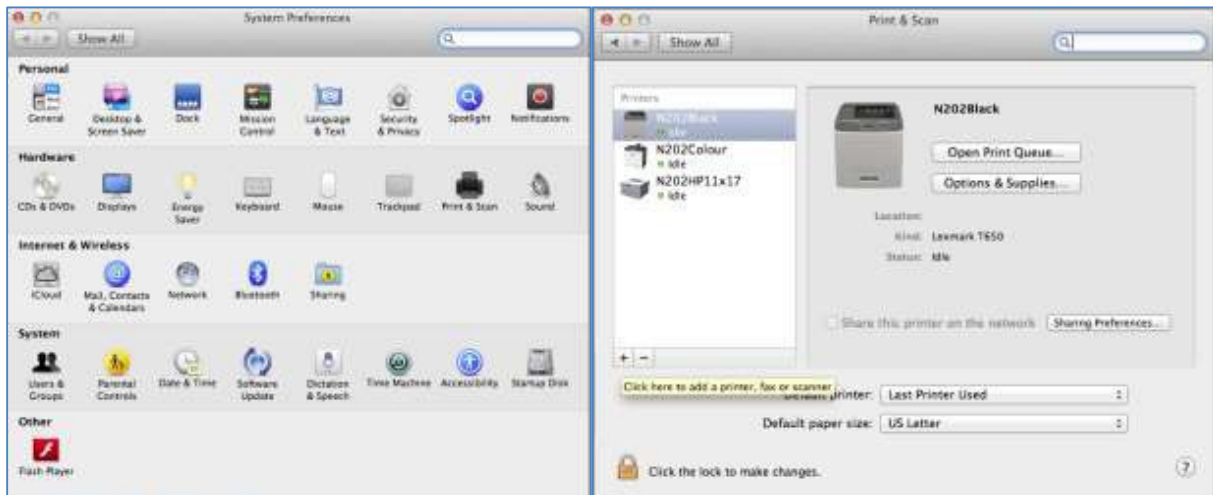 System Preferences
Show All
Personal
General
Desktop & Screen Saver
Dock
Mission Control
Language & Text
Security & Privacy
Spotlight
Notifications
Hardware
CDs & DVDs
Displays
Energy Saver
Keyboard
Mouse
Trackpad
Print & Scan
Sound
Internet & Wireless
iCloud
Mail, Contacts & Calendars
Network
Bluetooth
Sharing
System
Users & Groups
Parental Controls
Date & Time
Software Update
Dictation & Speech
Time Machine
Accessibility
Startup Disk
Other
Flash Player
Print & Scan
Show All
Printers
N202Black
Idle
N202Colour
Idle
N202HP11x17
Idle
+ −
Click here to add a printer, fax or scanner
N202Black
Open Print Queue...
Options & Supplies...
Location:
Kind: Lexmark T650
Status: Idle
Share this printer on the network
Sharing Preferences...
printer: Last Printer Used
Default paper size: US Letter
Click the lock to make changes.
?